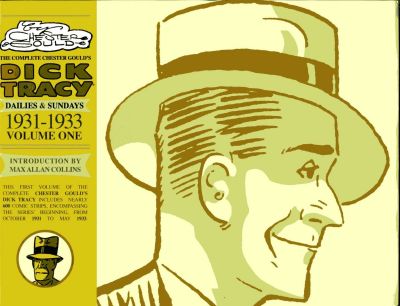 CHESTER
GOULD
THE COMPLETE CHESTER GOULD'S
DICK
TRACY
DAILIES & SUNDAYS
1931-1933
VOLUME ONE
INTRODUCTION BY
MAX ALLAN COLLINS
THIS FIRST VOLUME OF THE
COMPLETE CHESTER GOULD'S
DICK TRACY INCLUDES NEARLY
600 COMIC STRIPS, ENCOMPASSING
THE SERIES' BEGINNING, FROM
OCTOBER 1931 TO MAY 1933.